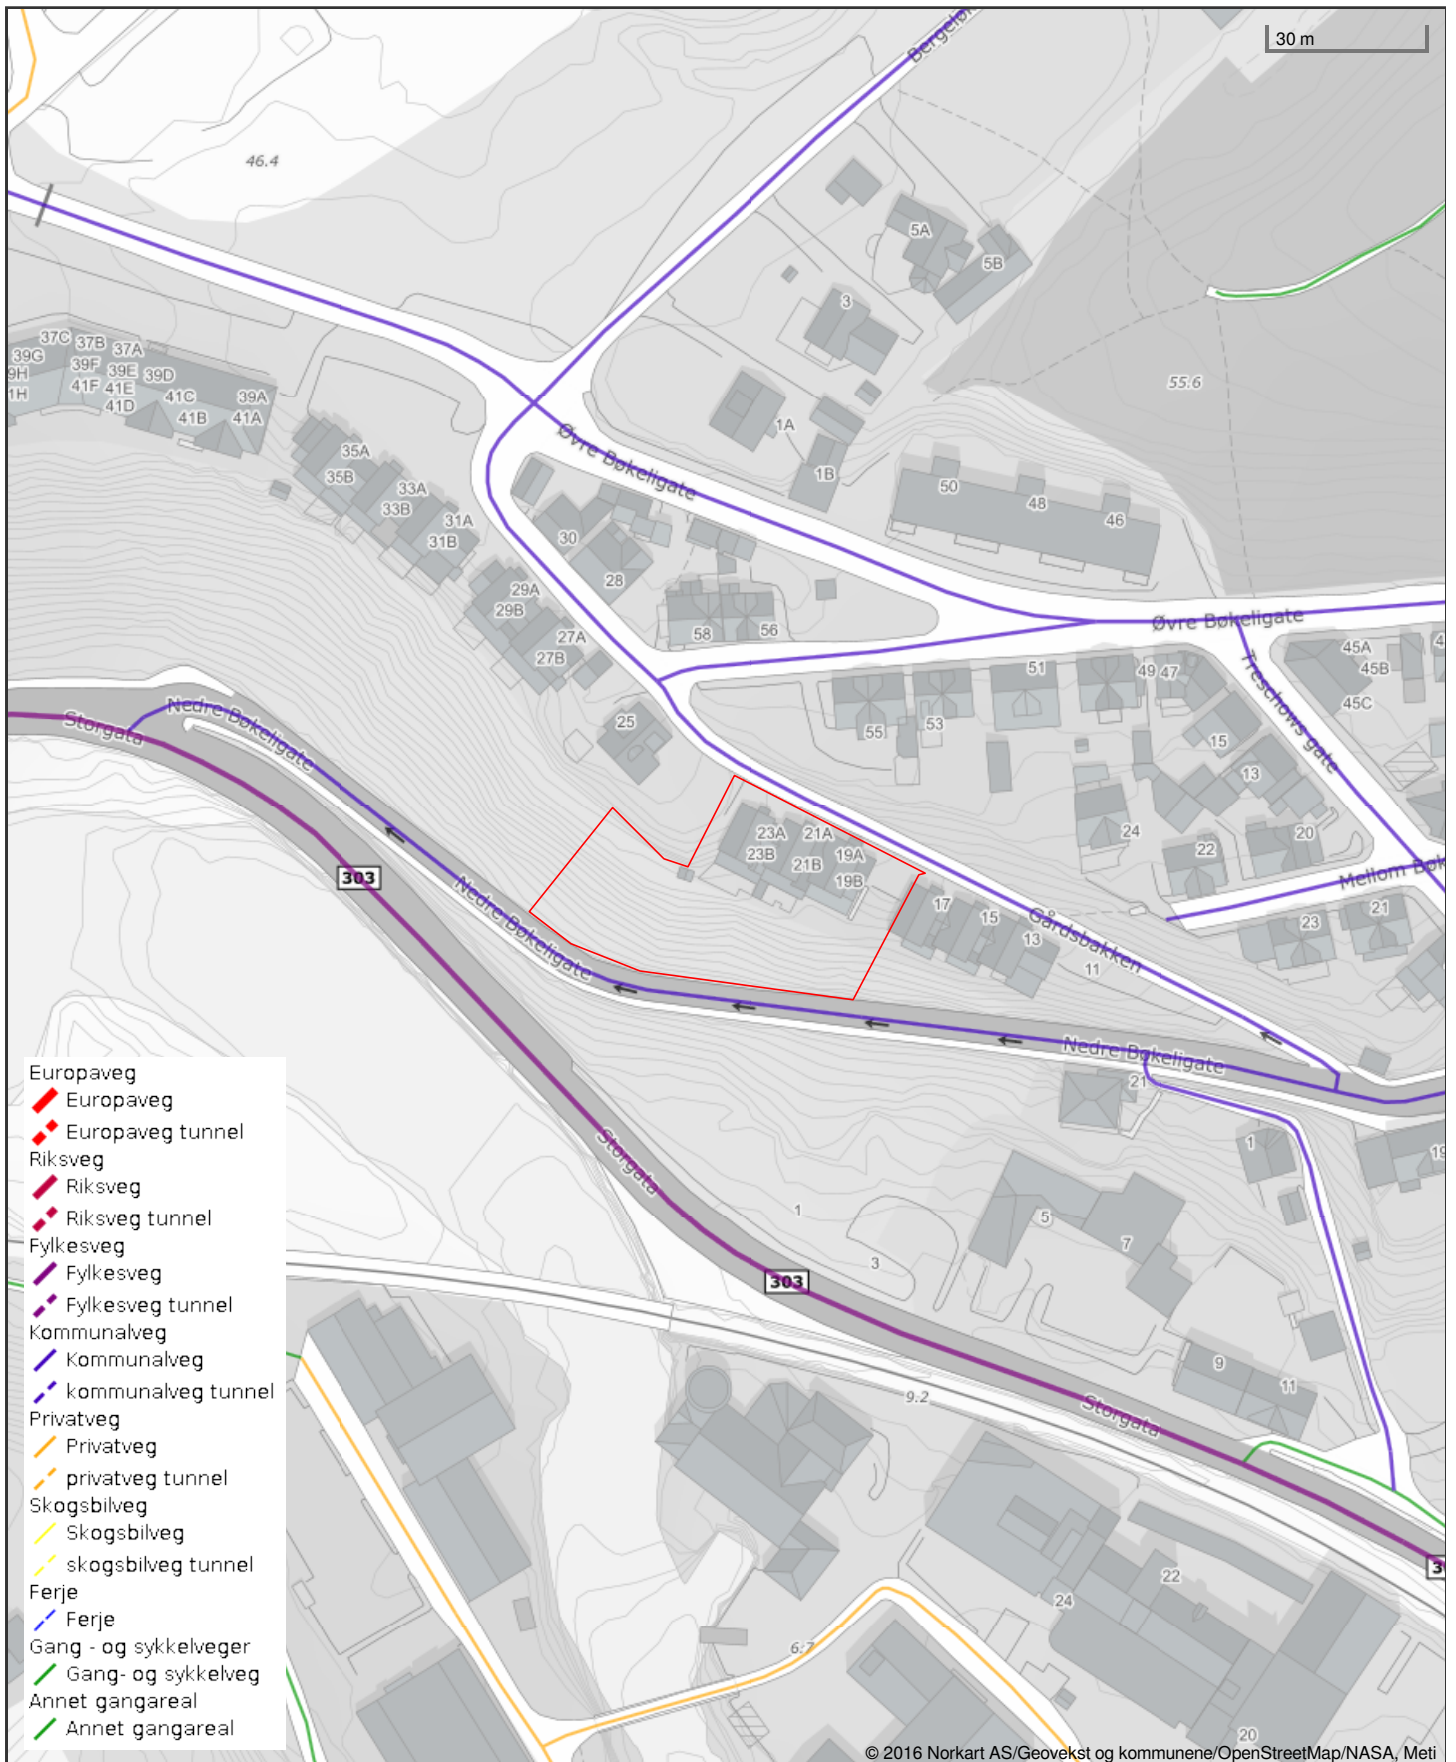 30 m
46.4
5A
5B
3
37C
37B
37A
39G
39F
39E
39D
9H
41F
41E
41C
39A
1H
41D
41B
41A
55.6
1A
Øvre Bøkeligate
35A
35B
1B
33A
33B
50
48
46
31A
31B
30
28
29A
29B
58
56
Øvre Bøkeligate
27A
27B
51
49
47
45A
45B
45C
Treschows gate
Nedre Bøkeligate
Storgata
25
55
53
15
13
23A
21A
24
20
23B
21B
19A
22
19B
303
Nedre Bøkeligate
17
15
13
Gårdsbakken
11
23
21
Nedre Bøkeligate
21
1
Storgata
1
5
7
3
303
9
11
9.2
Storgata
22
24
6.7
20
Europaveg
Europaveg
Europaveg tunnel
Riksveg
Riksveg
Riksveg tunnel
Fylkesveg
Fylkesveg
Fylkesveg tunnel
Kommunalveg
Kommunalveg
kommunalveg tunnel
Privatveg
Privatveg
privatveg tunnel
Skogsbilveg
Skogsbilveg
skogsbilveg tunnel
Ferje
Ferje
Gang - og sykkelveger
Gang- og sykkelveg
Annet gangareal
Annet gangareal
© 2016 Norkart AS/Geovekst og kommunene/OpenStreetMap/NASA, Meti